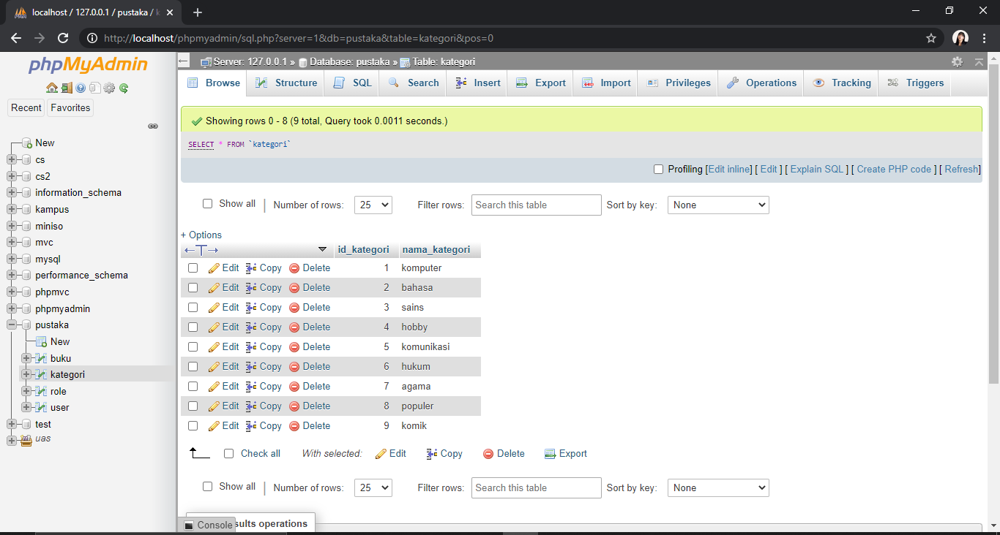 localhost / 127.0.0.1 / pustaka / k
http://localhost/phpmyadmin/sql.php?server=1&db=pustaka&table=kategori&pos=0
phpMyAdmin
Recent Favorites
New
cs
cs2
information_schema
kampus
miniso
mvc
mysql
performance_schema
phpmvc
phpmyadmin
pustaka
New
buku
kategori
role
user
test
uas
Server: 127.0.0.1 » Database: pustaka » Table: kategori
Browse Structure SQL Search Insert Export Import Privileges Operations Tracking Triggers
Showing rows 0 - 8 (9 total, Query took 0.0011 seconds.)
SELECT * FROM `kategori`
Profiling [Edit inline] [ Edit ] [ Explain SQL ] [ Create PHP code ] [ Refresh]
Show all | Number of rows: 25 Filter rows: Search this table Sort by key: None
+ Options
←T→ id_kategori nama_kategori
Edit Copy Delete 1 komputer
Edit Copy Delete 2 bahasa
Edit Copy Delete 3 sains
Edit Copy Delete 4 hobby
Edit Copy Delete 5 komunikasi
Edit Copy Delete 6 hukum
Edit Copy Delete 7 agama
Edit Copy Delete 8 populer
Edit Copy Delete 9 komik
Check all With selected: Edit Copy Delete Export
Show all | Number of rows: 25 Filter rows: Search this table Sort by key: None
Console sults operations